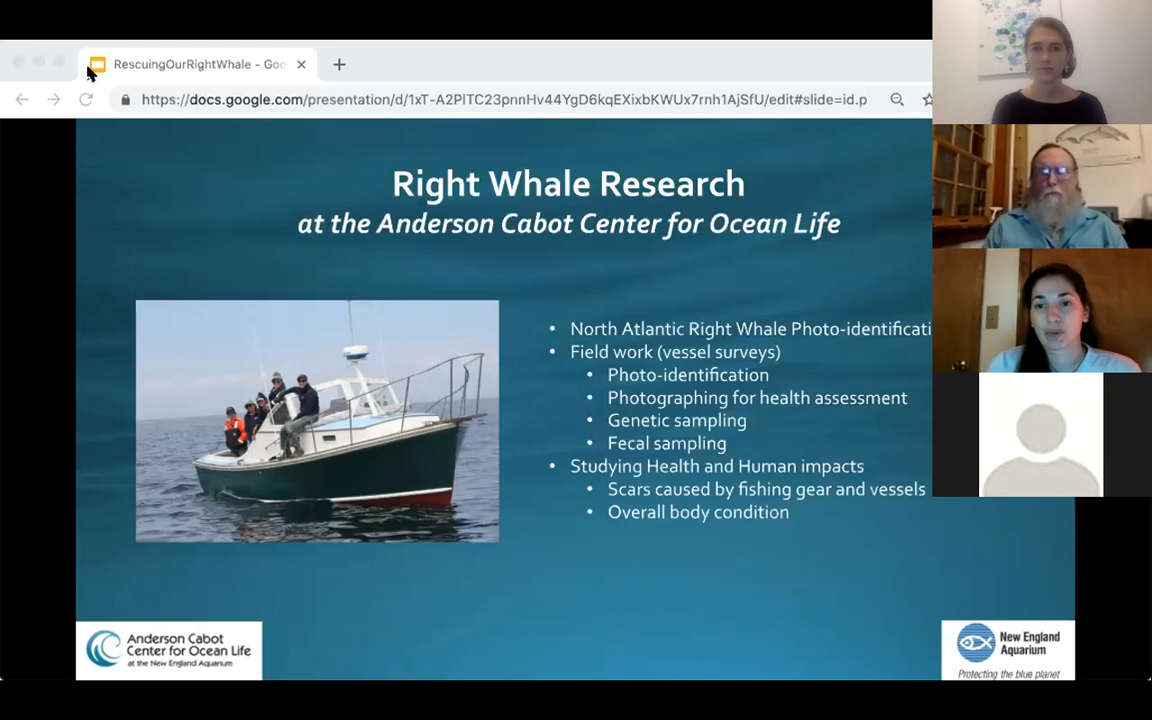 RescuingOurRightWhale - Goo
https://docs.google.com/presentation/d/1xT-A2PlTC23pnnHv44YgD6kqEXixbKWUx7rnh1AjSfU/edit#slide=id.p
Right Whale Research
at the Anderson Cabot Center for Ocean Life
• North Atlantic Right Whale Photo-identificati
• Field work (vessel surveys)
• Photo-identification
• Photographing for health assessment
• Genetic sampling
• Fecal sampling
• Studying Health and Human impacts
• Scars caused by fishing gear and vessels
• Overall body condition
Anderson Cabot
Center for Ocean Life
at the New England Aquarium
New England
Aquarium
Protecting the blue planet